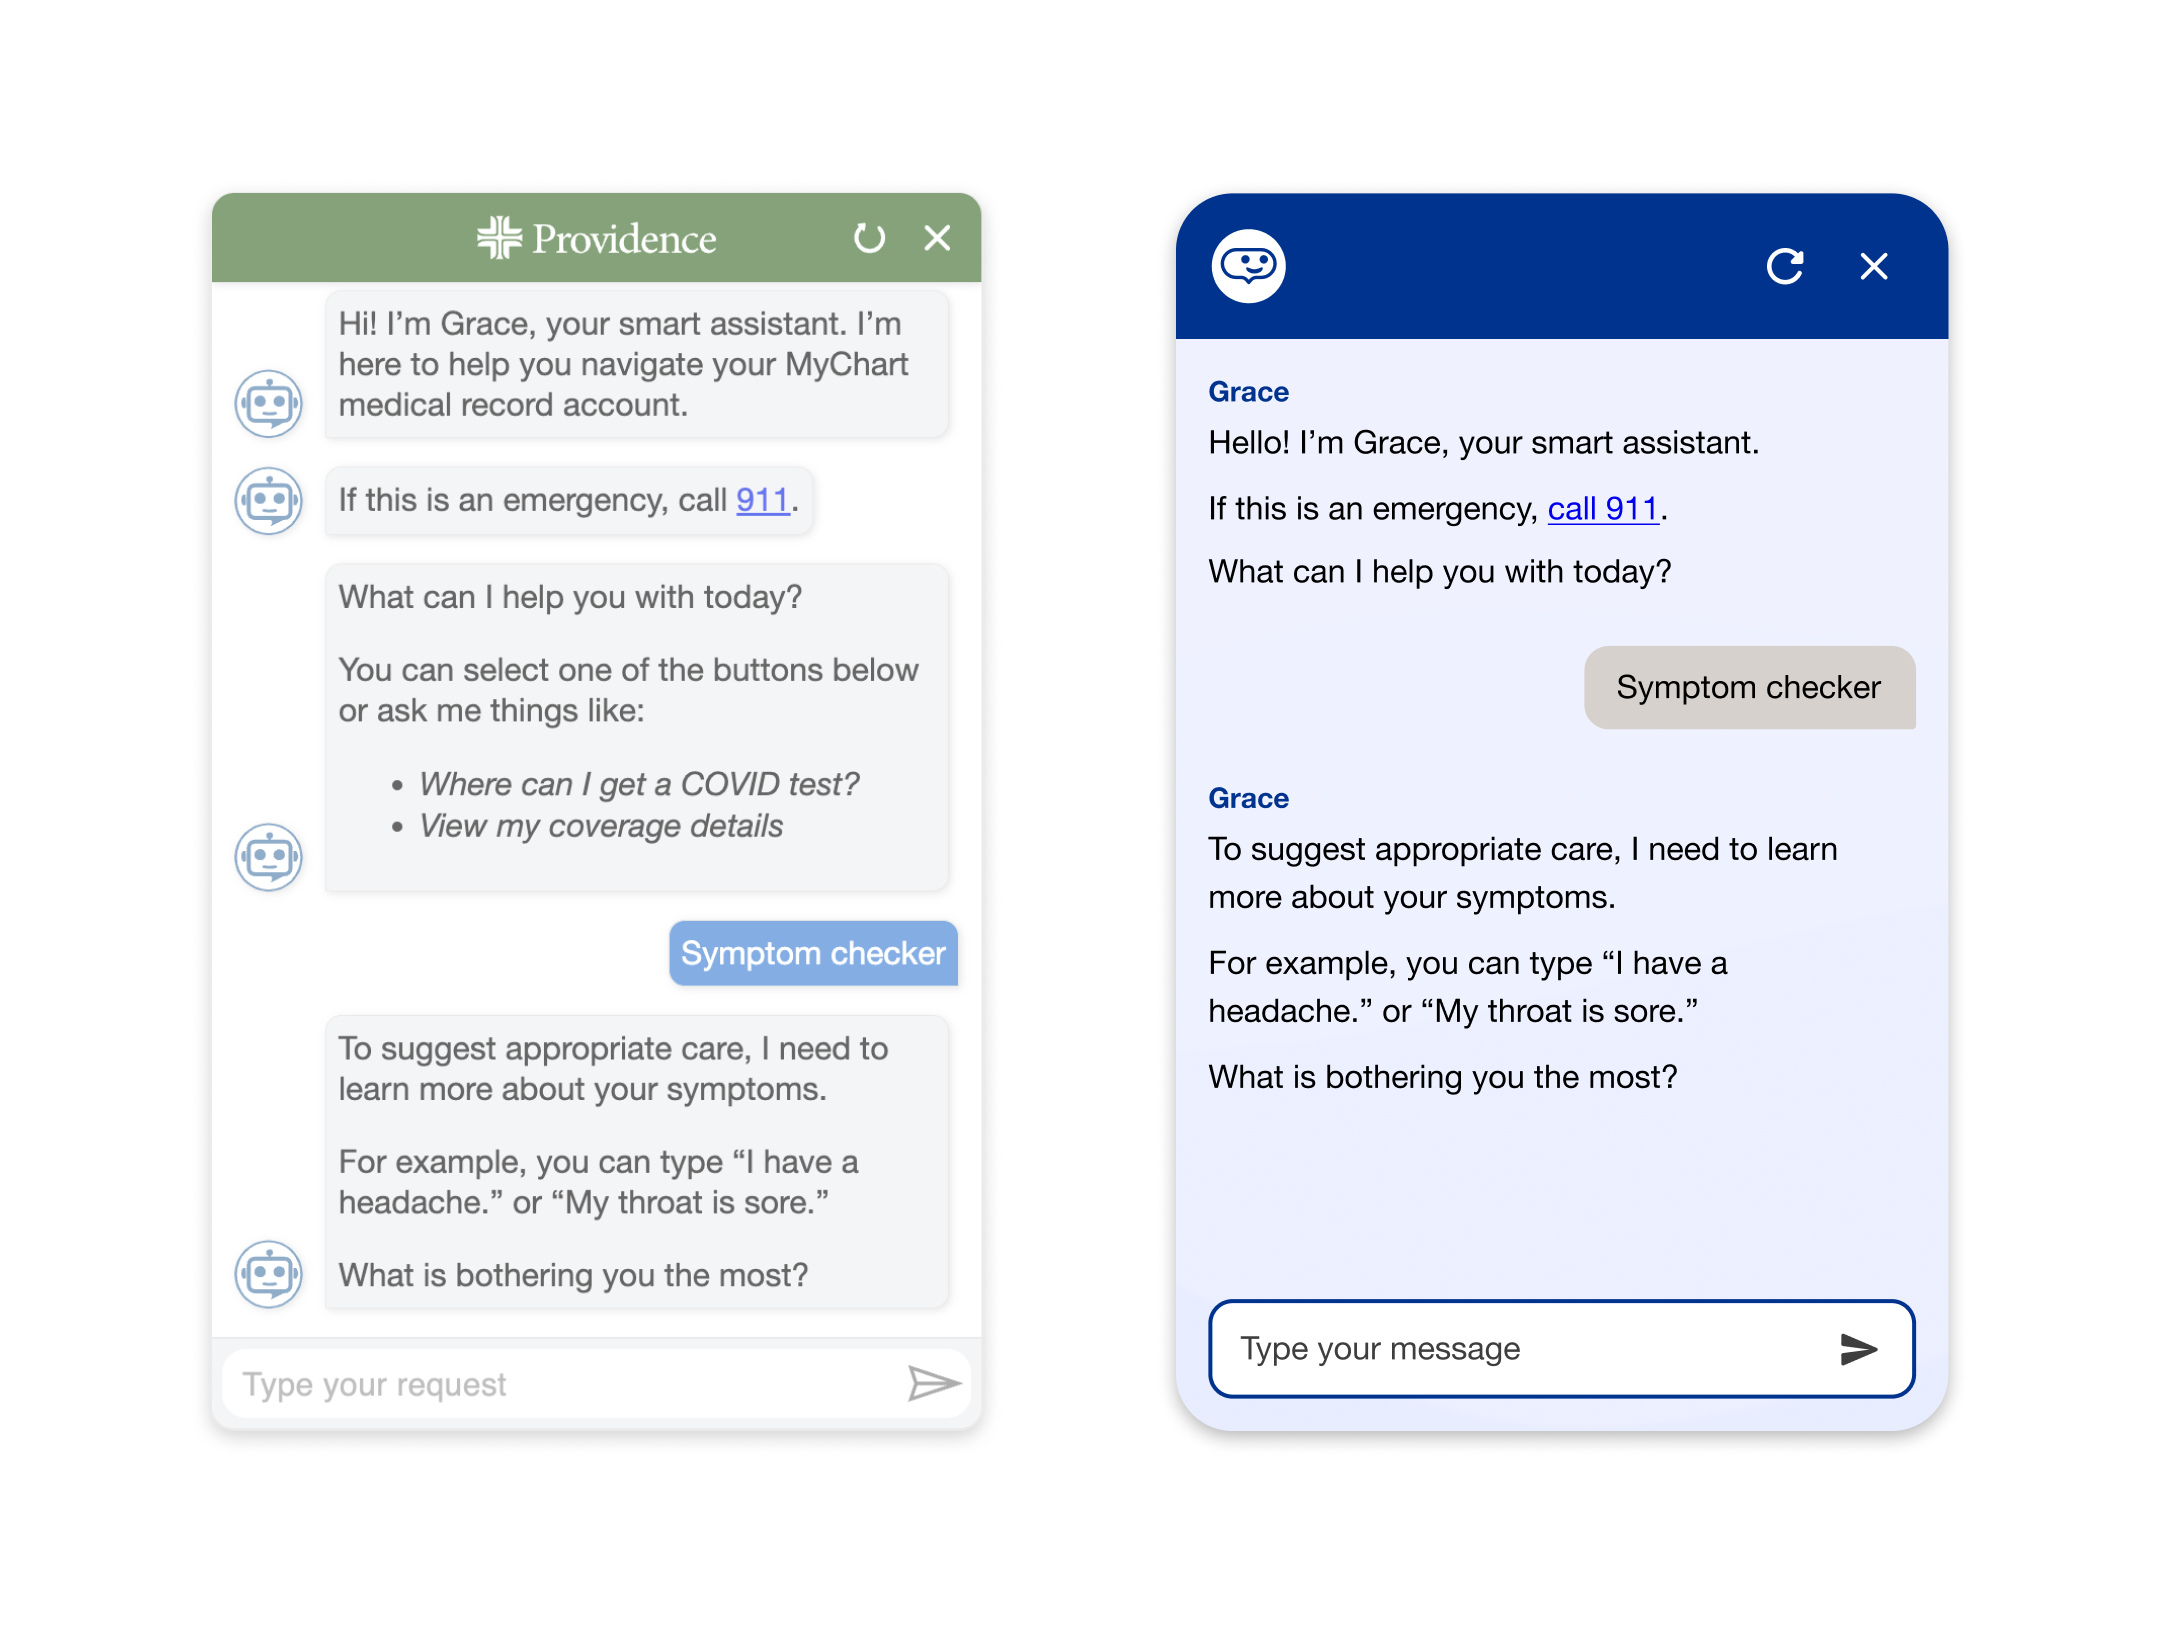 Providence
Hi! I’m Grace, your smart assistant. I’m
here to help you navigate your MyChart
medical record account.
If this is an emergency, call 911.
What can I help you with today?
You can select one of the buttons below
or ask me things like:
• Where can I get a COVID test?
• View my coverage details
Symptom checker
To suggest appropriate care, I need to
learn more about your symptoms.
For example, you can type “I have a
headache.” or “My throat is sore.”
What is bothering you the most?
Type your request
Grace
Hello! I’m Grace, your smart assistant.
If this is an emergency, call 911.
What can I help you with today?
Symptom checker
Grace
To suggest appropriate care, I need to learn
more about your symptoms.
For example, you can type “I have a
headache.” or “My throat is sore.”
What is bothering you the most?
Type your message